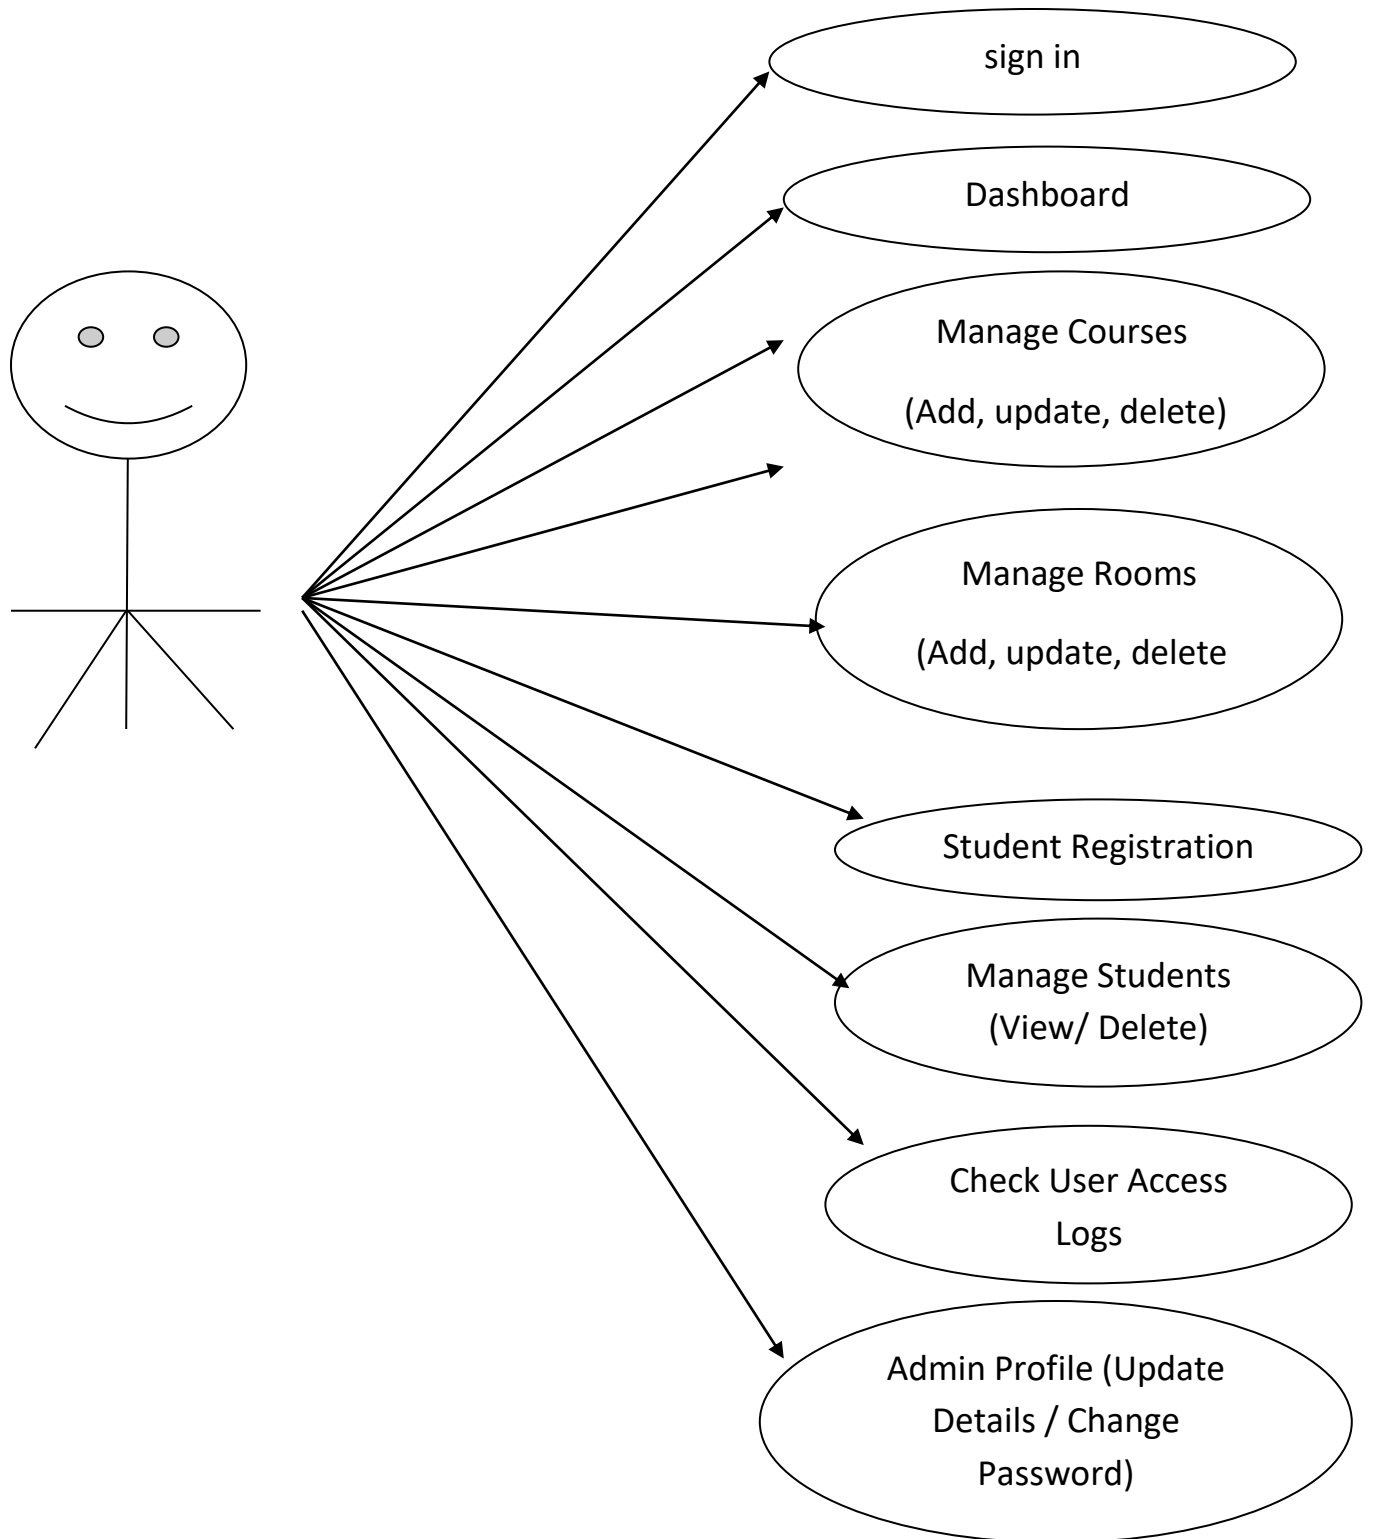 sign in
Dashboard
Manage Courses
(Add, update, delete)
Manage Rooms
(Add, update, delete
Student Registration
Manage Students
(View/ Delete)
Check User Access
Logs
Admin Profile (Update
Details / Change
Password)